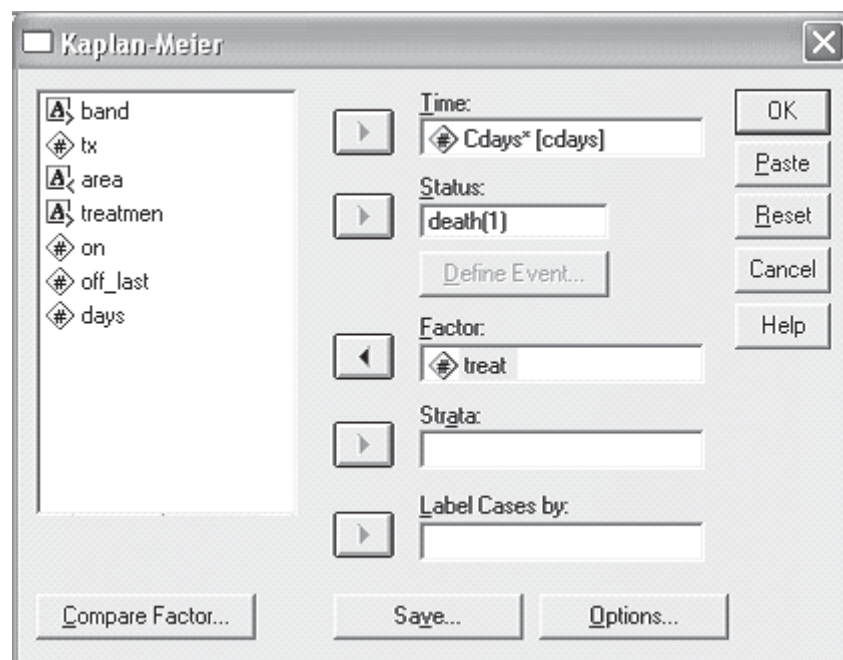 Kaplan-Meier
band
tx
area
treatmen
on
off_last
days
Time:
Cdays* [cdays]
Status:
death(1)
Define Event...
Factor:
treat
Strata:
Label Cases by:
OK
Paste
Reset
Cancel
Help
Compare Factor...
Save...
Options...